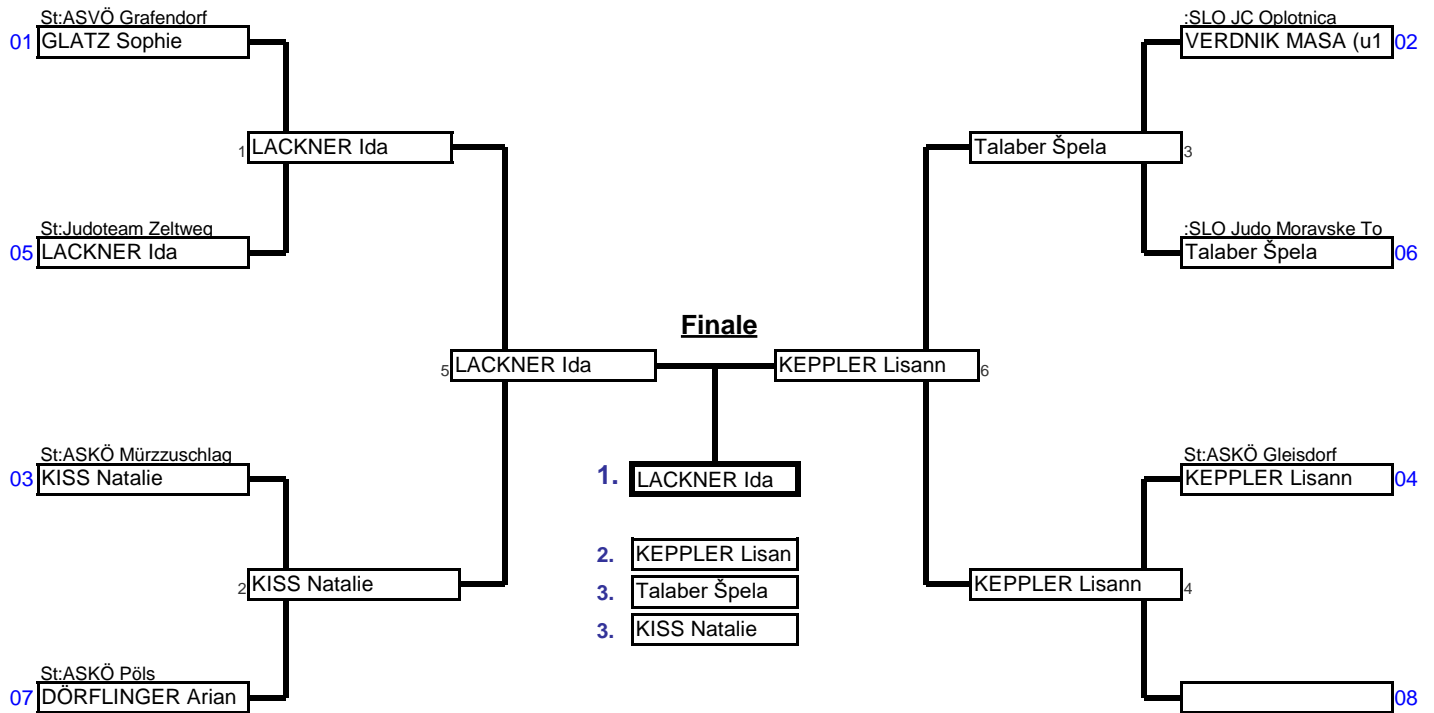 St:ASVÖ Grafendorf
01 GLATZ Sophie
:SLO JC Oplotnica
VERDNIK MASA (u1 02
1 LACKNER Ida
Talaber Špela 3
St:Judoteam Zeltweg
05 LACKNER Ida
:SLO Judo Moravske To
Talaber Špela 06
Finale
5 LACKNER Ida
KEPPLER Lisann 6
St:ASKÖ Mürzzuschlag
03 KISS Natalie
1. LACKNER Ida
St:ASKÖ Gleisdorf
KEPPLER Lisann 04
2. KEPPLER Lisan
3. Talaber Špela
3. KISS Natalie
2 KISS Natalie
KEPPLER Lisann 4
St:ASKÖ Pöls
07 DÖRFLINGER Arian
08